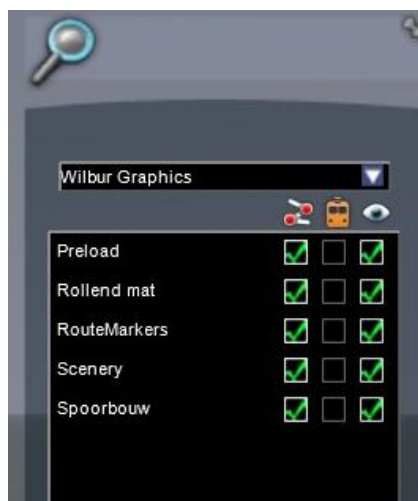 Wilbur Graphics
Preload
Rollend mat
RouteMarkers
Scenery
Spoorbouw